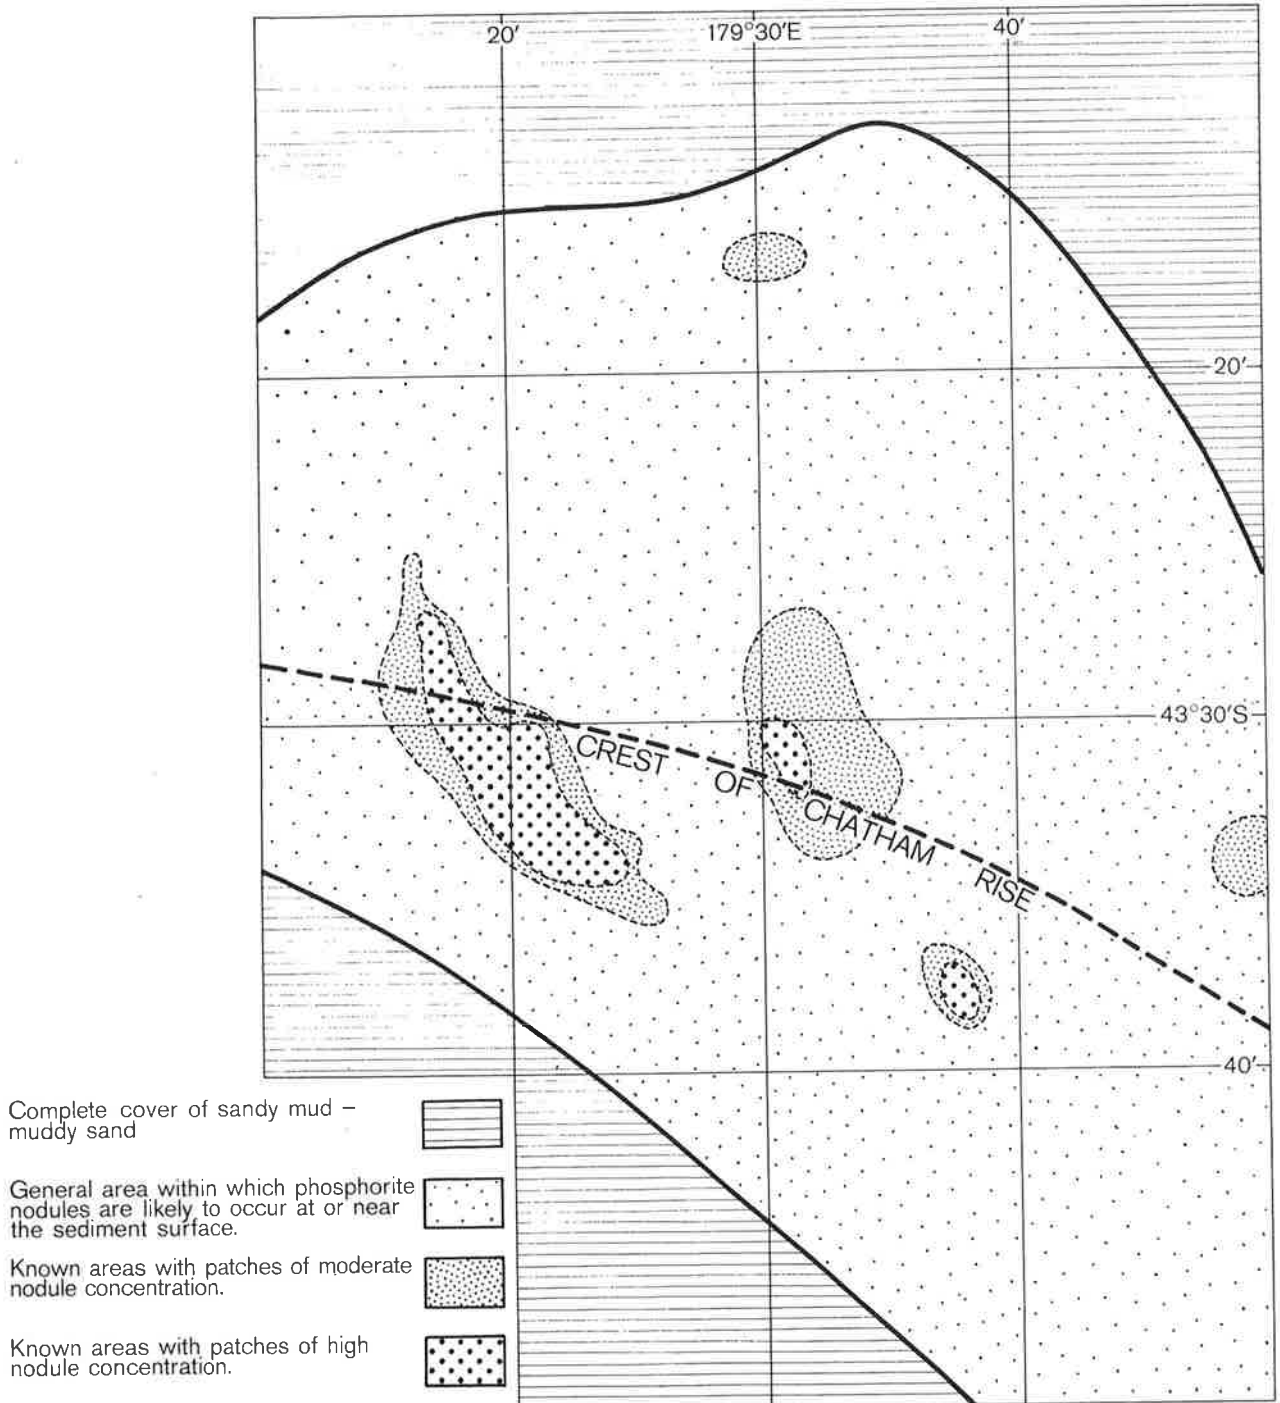 20′ 179°30′E 40′
20′
43°30′S
CREST OF CHATHAM RISE
40′
Complete cover of sandy mud –
muddy sand
General area within which phosphorite
nodules are likely to occur at or near
the sediment surface.
Known areas with patches of moderate
nodule concentration.
Known areas with patches of high
nodule concentration.